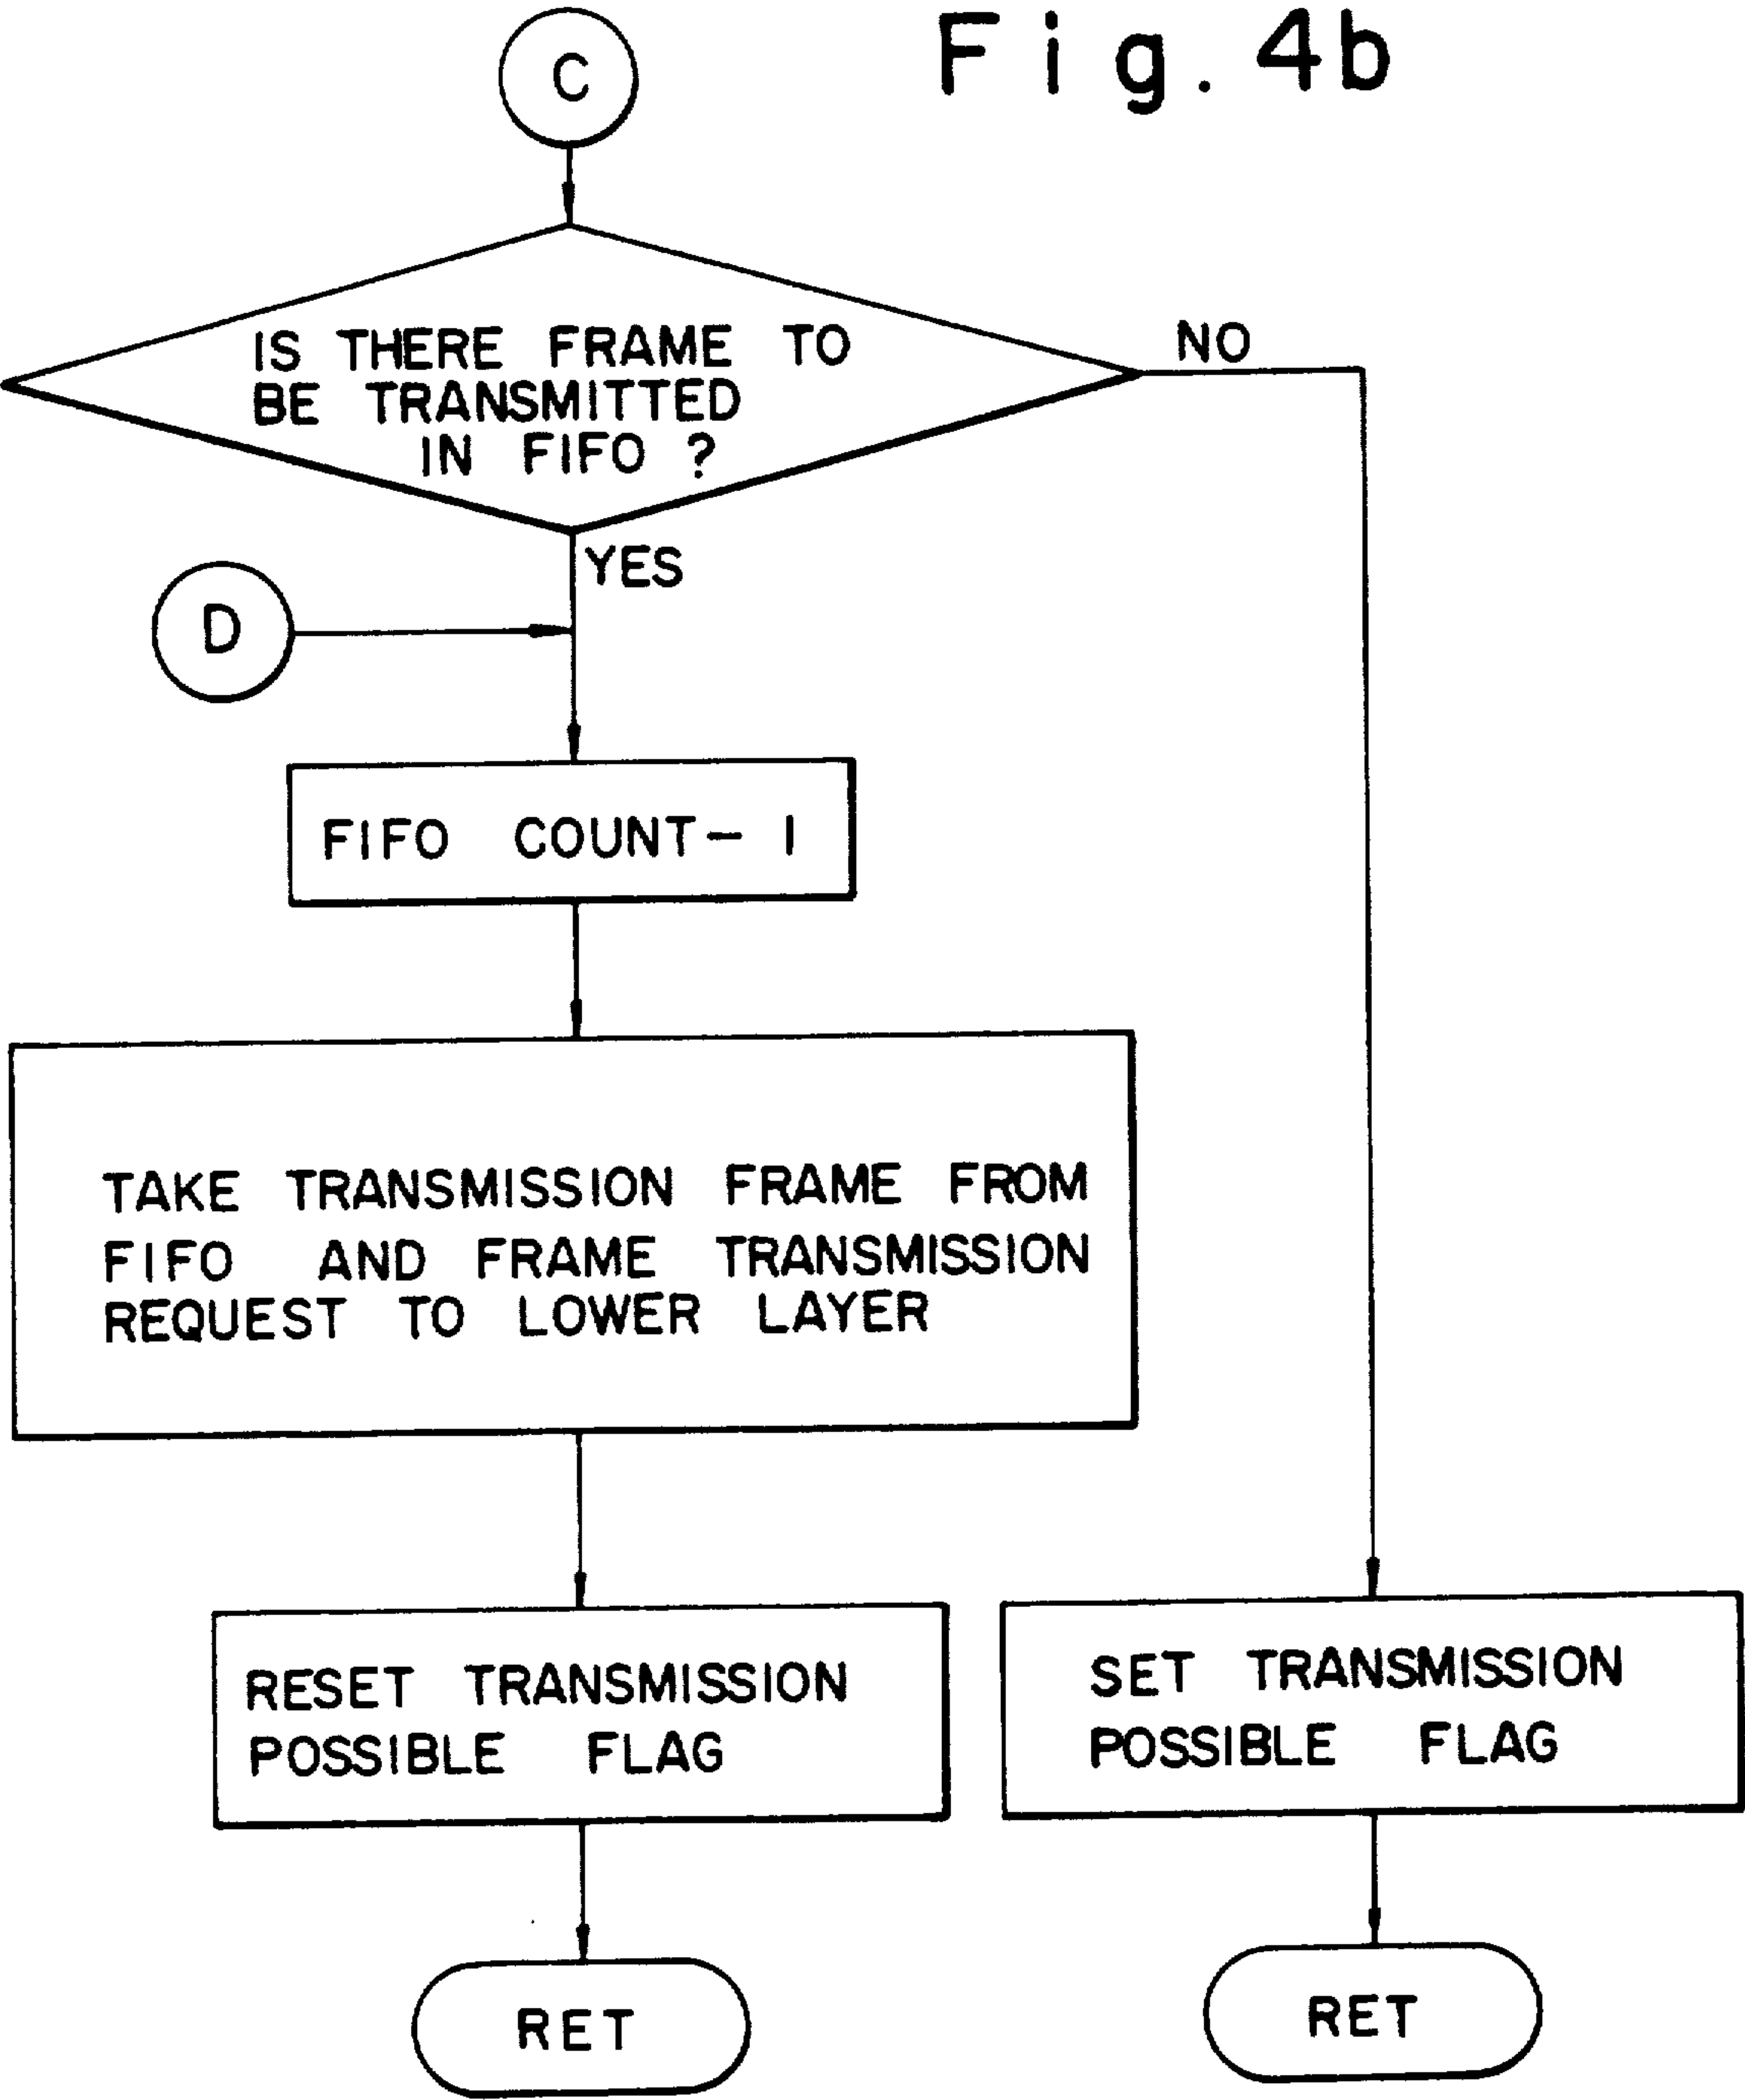 Fig. 4b
C
IS THERE FRAME TO
BE TRANSMITTED
IN FIFO ?
NO
YES
D
FIFO COUNT- 1
TAKE TRANSMISSION FRAME FROM
FIFO AND FRAME TRANSMISSION
REQUEST TO LOWER LAYER
RESET TRANSMISSION
POSSIBLE FLAG
SET TRANSMISSION
POSSIBLE FLAG
RET
RET